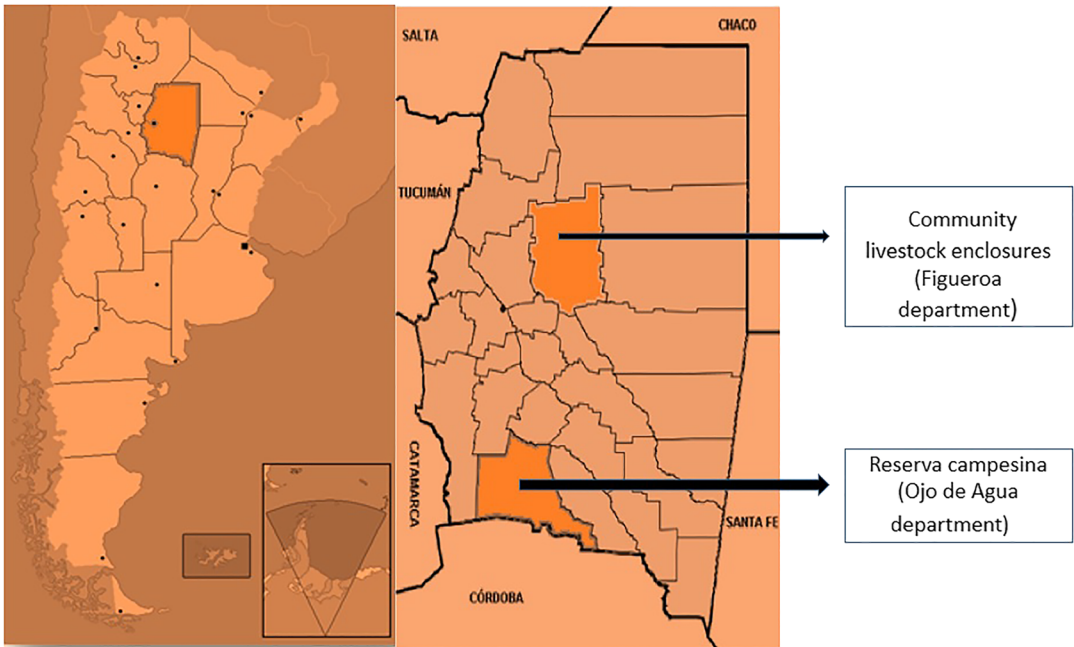 SALTA
CHACO
TUCUMÁN
CATAMARCA
SANTA FE
CÓRDOBA
Community
livestock enclosures
(Figueroa
department)
Reserva campesina
(Ojo de Agua
department)